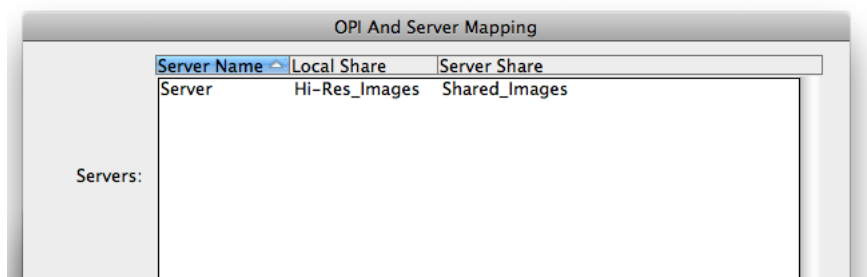 OPI And Server Mapping
Server Name Local Share Server Share
Server Hi-Res_Images Shared_Images
Servers: